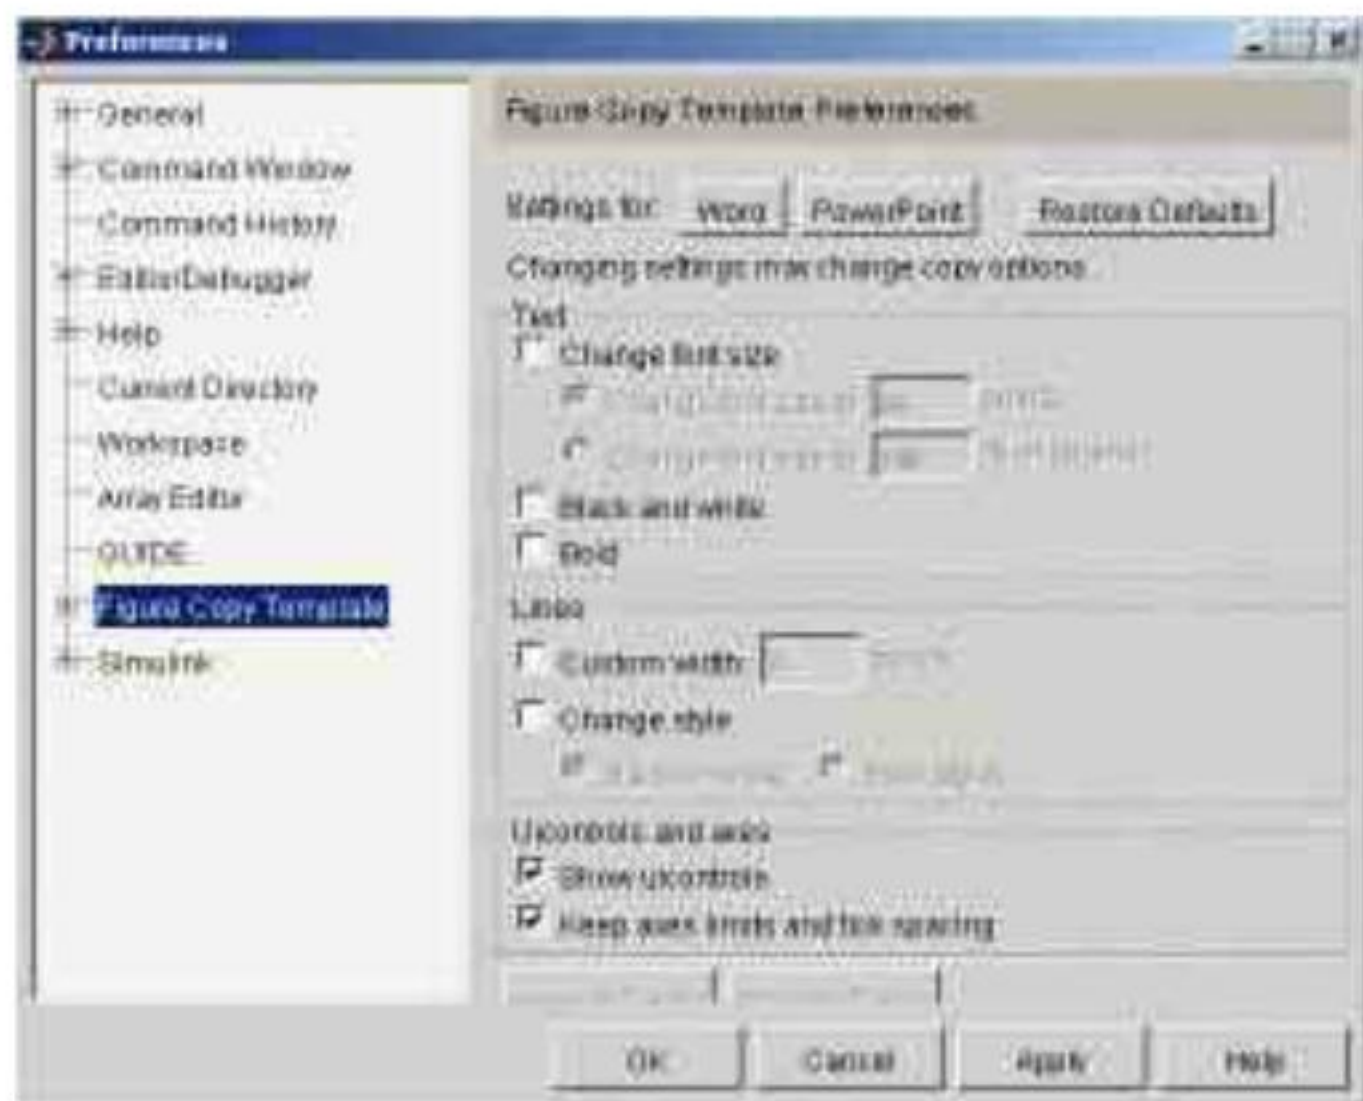 Preferences
General
Command Window
Command History
Editor/Debugger
Help
Current Directory
Workspace
Array Editor
GUIDE
Figure Copy Template
Simulink
Figure Copy Template Preferences
Settings for: Word PowerPoint Restore Defaults
Changing settings may change copy options.
Text
Change font size
Black and white
Bold
Lines
Custom width:
Change style
Uicontrols and axes
Show uicontrols
Keep axes limits and tick spacing
OK Cancel Apply Help